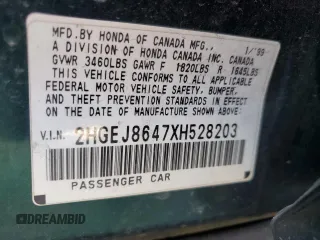 MFD.BY HONDA OF CANADA MFG., 1/'99
A DIVISION OF HONDA CANADA INC. CANADA
GVWR 3460LBS GAWR F 1820LBS R 1645LBS
THIS VEHICLE CONFORMS TO ALL APPLICABLE
FEDERAL MOTOR VEHICLE SAFETY, BUMPER,
AND THEFT PREVENTION STANDARDS IN
EFFECT ON THE DATE OF MANUFACTURE
SHOWN ABOVE.
V.I.N. 2HGEJ8647XH528203
PASSENGER CAR
© AUTOBIDMASTER
DREAMBID